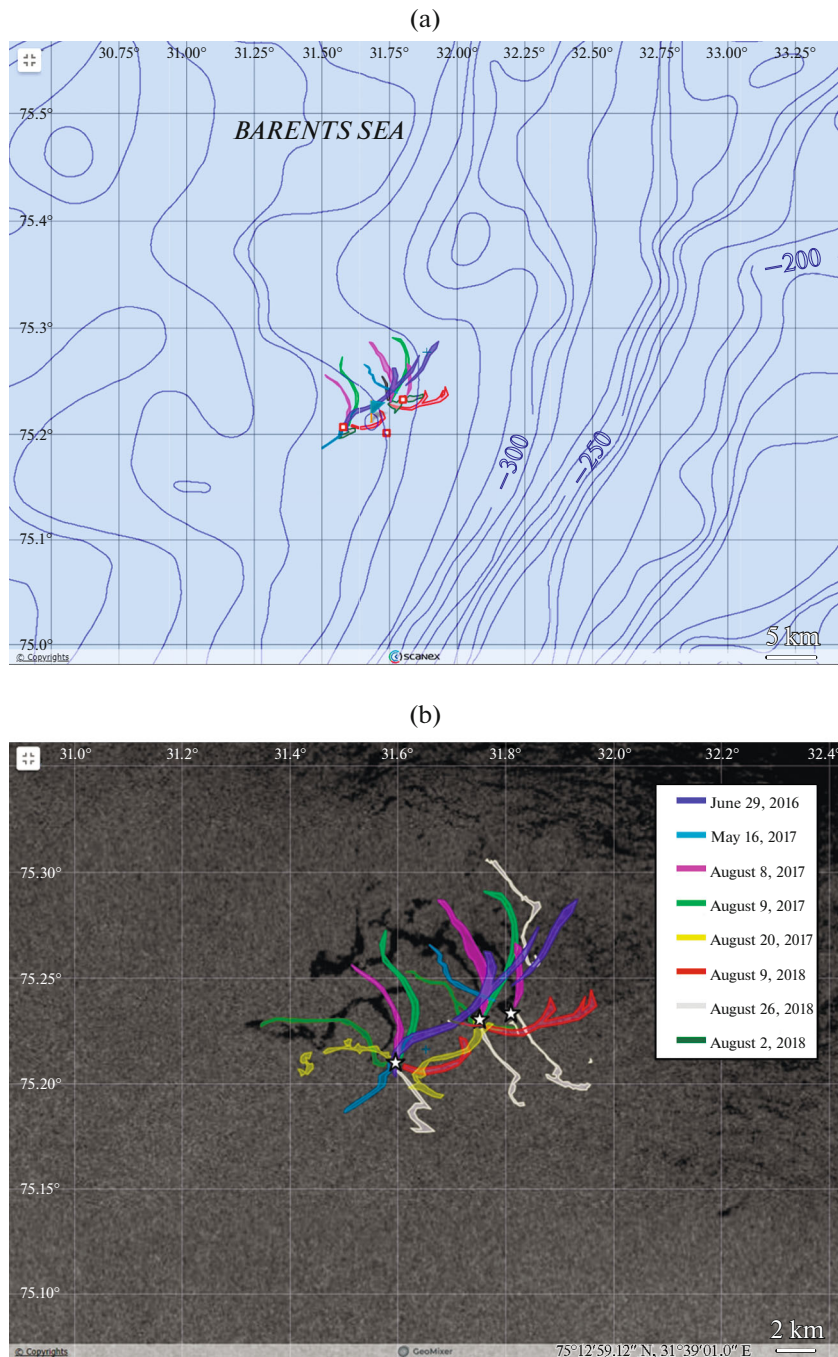 (a)
30.75° 31.00° 31.25° 31.50° 31.75° 32.00° 32.25° 32.50° 32.75° 33.00° 33.25°
75.5°
BARENTS SEA
75.4°
−200
75.3°
75.2°
−300
−250
75.1°
75.0°
5 km
© Copyrights
SCANEX
(b)
31.0° 31.2° 31.4° 31.6° 31.8° 32.0° 32.2° 32.4°
June 29, 2016
May 16, 2017
August 8, 2017
August 9, 2017
August 20, 2017
August 9, 2018
August 26, 2018
August 2, 2018
75.30°
75.25°
75.20°
75.15°
75.10°
2 km
© Copyrights
GeoMixer
75°12′59.12″ N, 31°39′01.0″ E